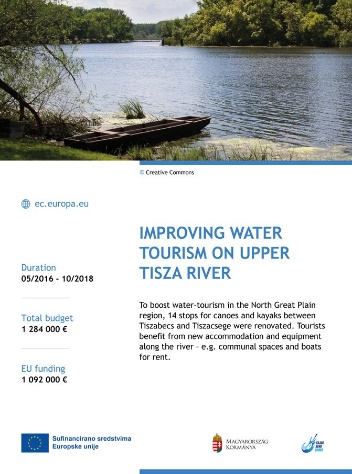 © Creative Commons
ec.europa.eu
IMPROVING WATER
TOURISM ON UPPER
TISZA RIVER
Duration
05/2016 - 10/2018
Total budget
1 284 000 €
EU funding
1 092 000 €
To boost water-tourism in the North Great Plain
region, 14 stops for canoes and kayaks between
Tiszabecs and Tiszacsege were renovated. Tourists
benefit from new accommodation and equipment
along the river - e.g. communal spaces and boats
for rent.
Sufinancirano sredstvima
Europske unije
MAGYARORSZÁG
KORMÁNYA